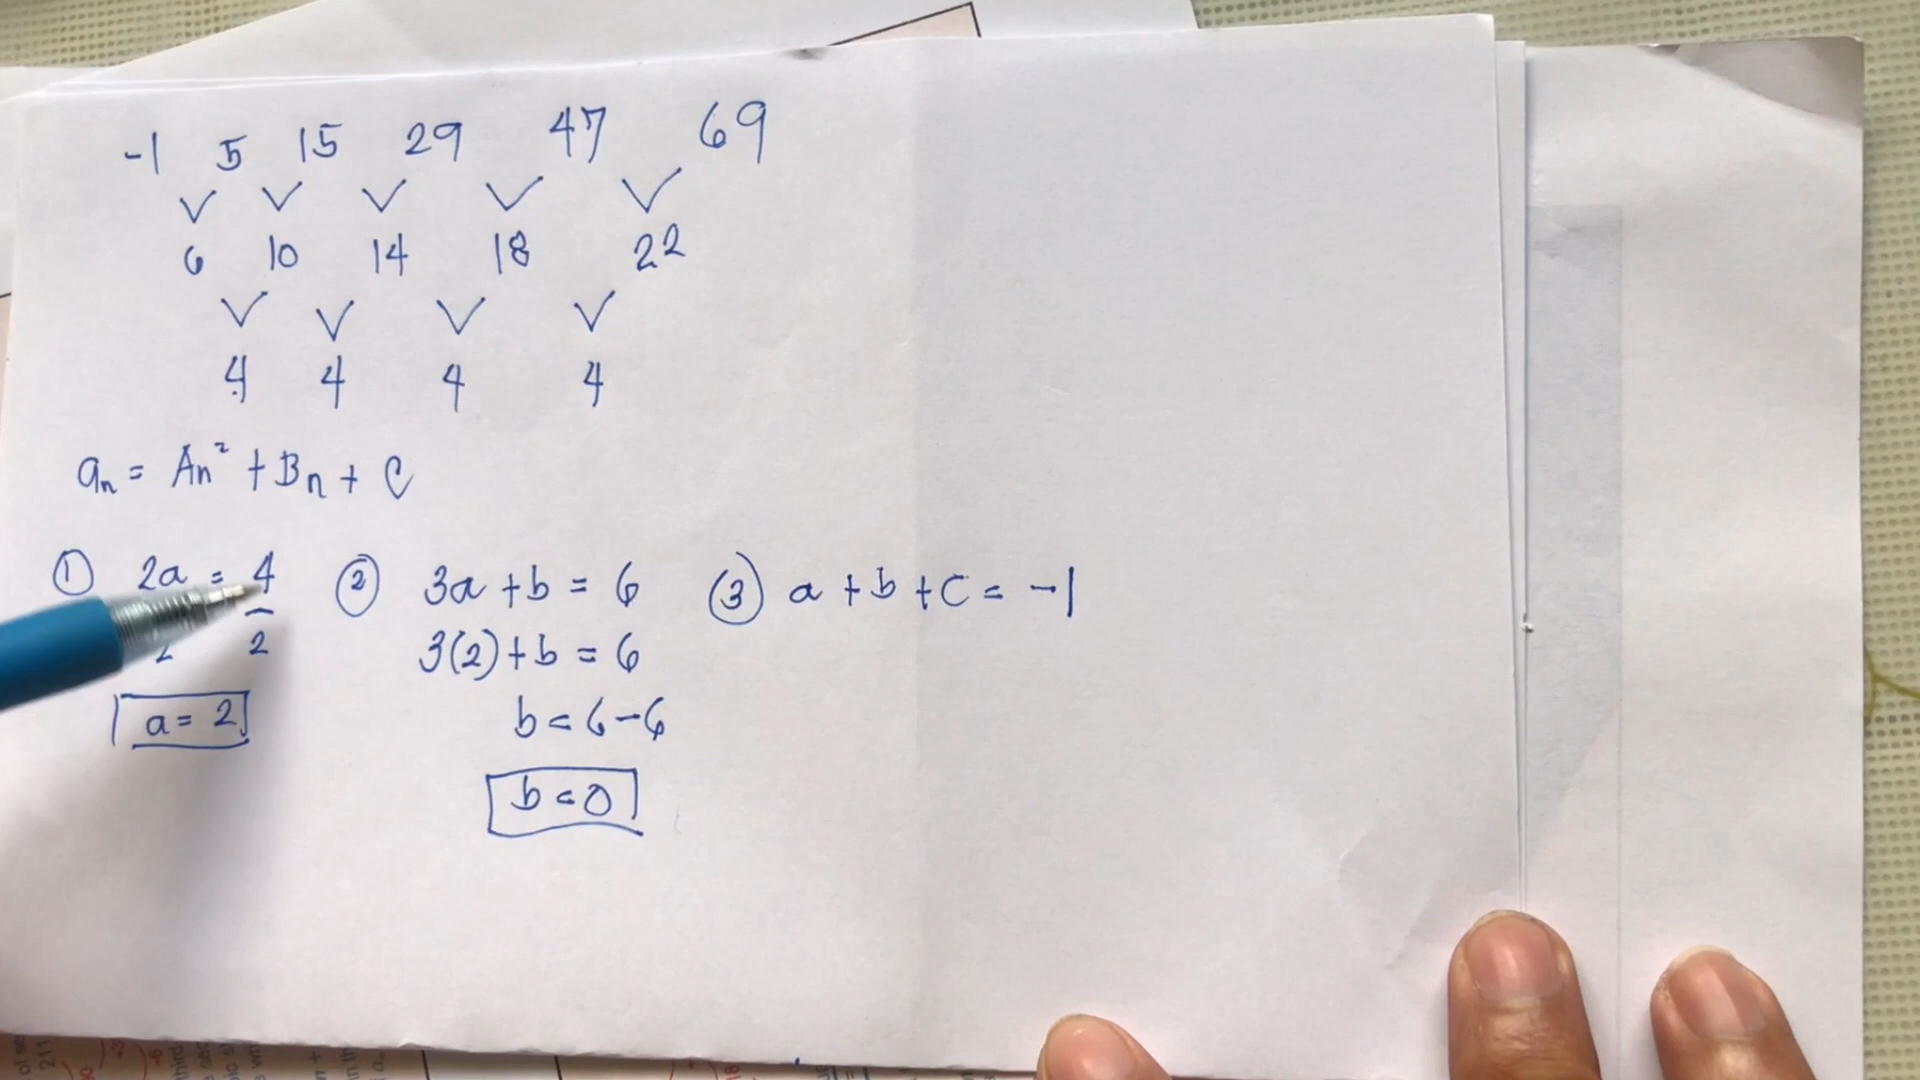 -1 5 15 29 47 69
6 10 14 18 22
4 4 4 4
aₙ = An² + Bn + C
① 2a = 4 ② 3a + b = 6 ③ a + b + C = -1
2 2 3(2) + b = 6
a = 2 b = 6 - 6
b = 0